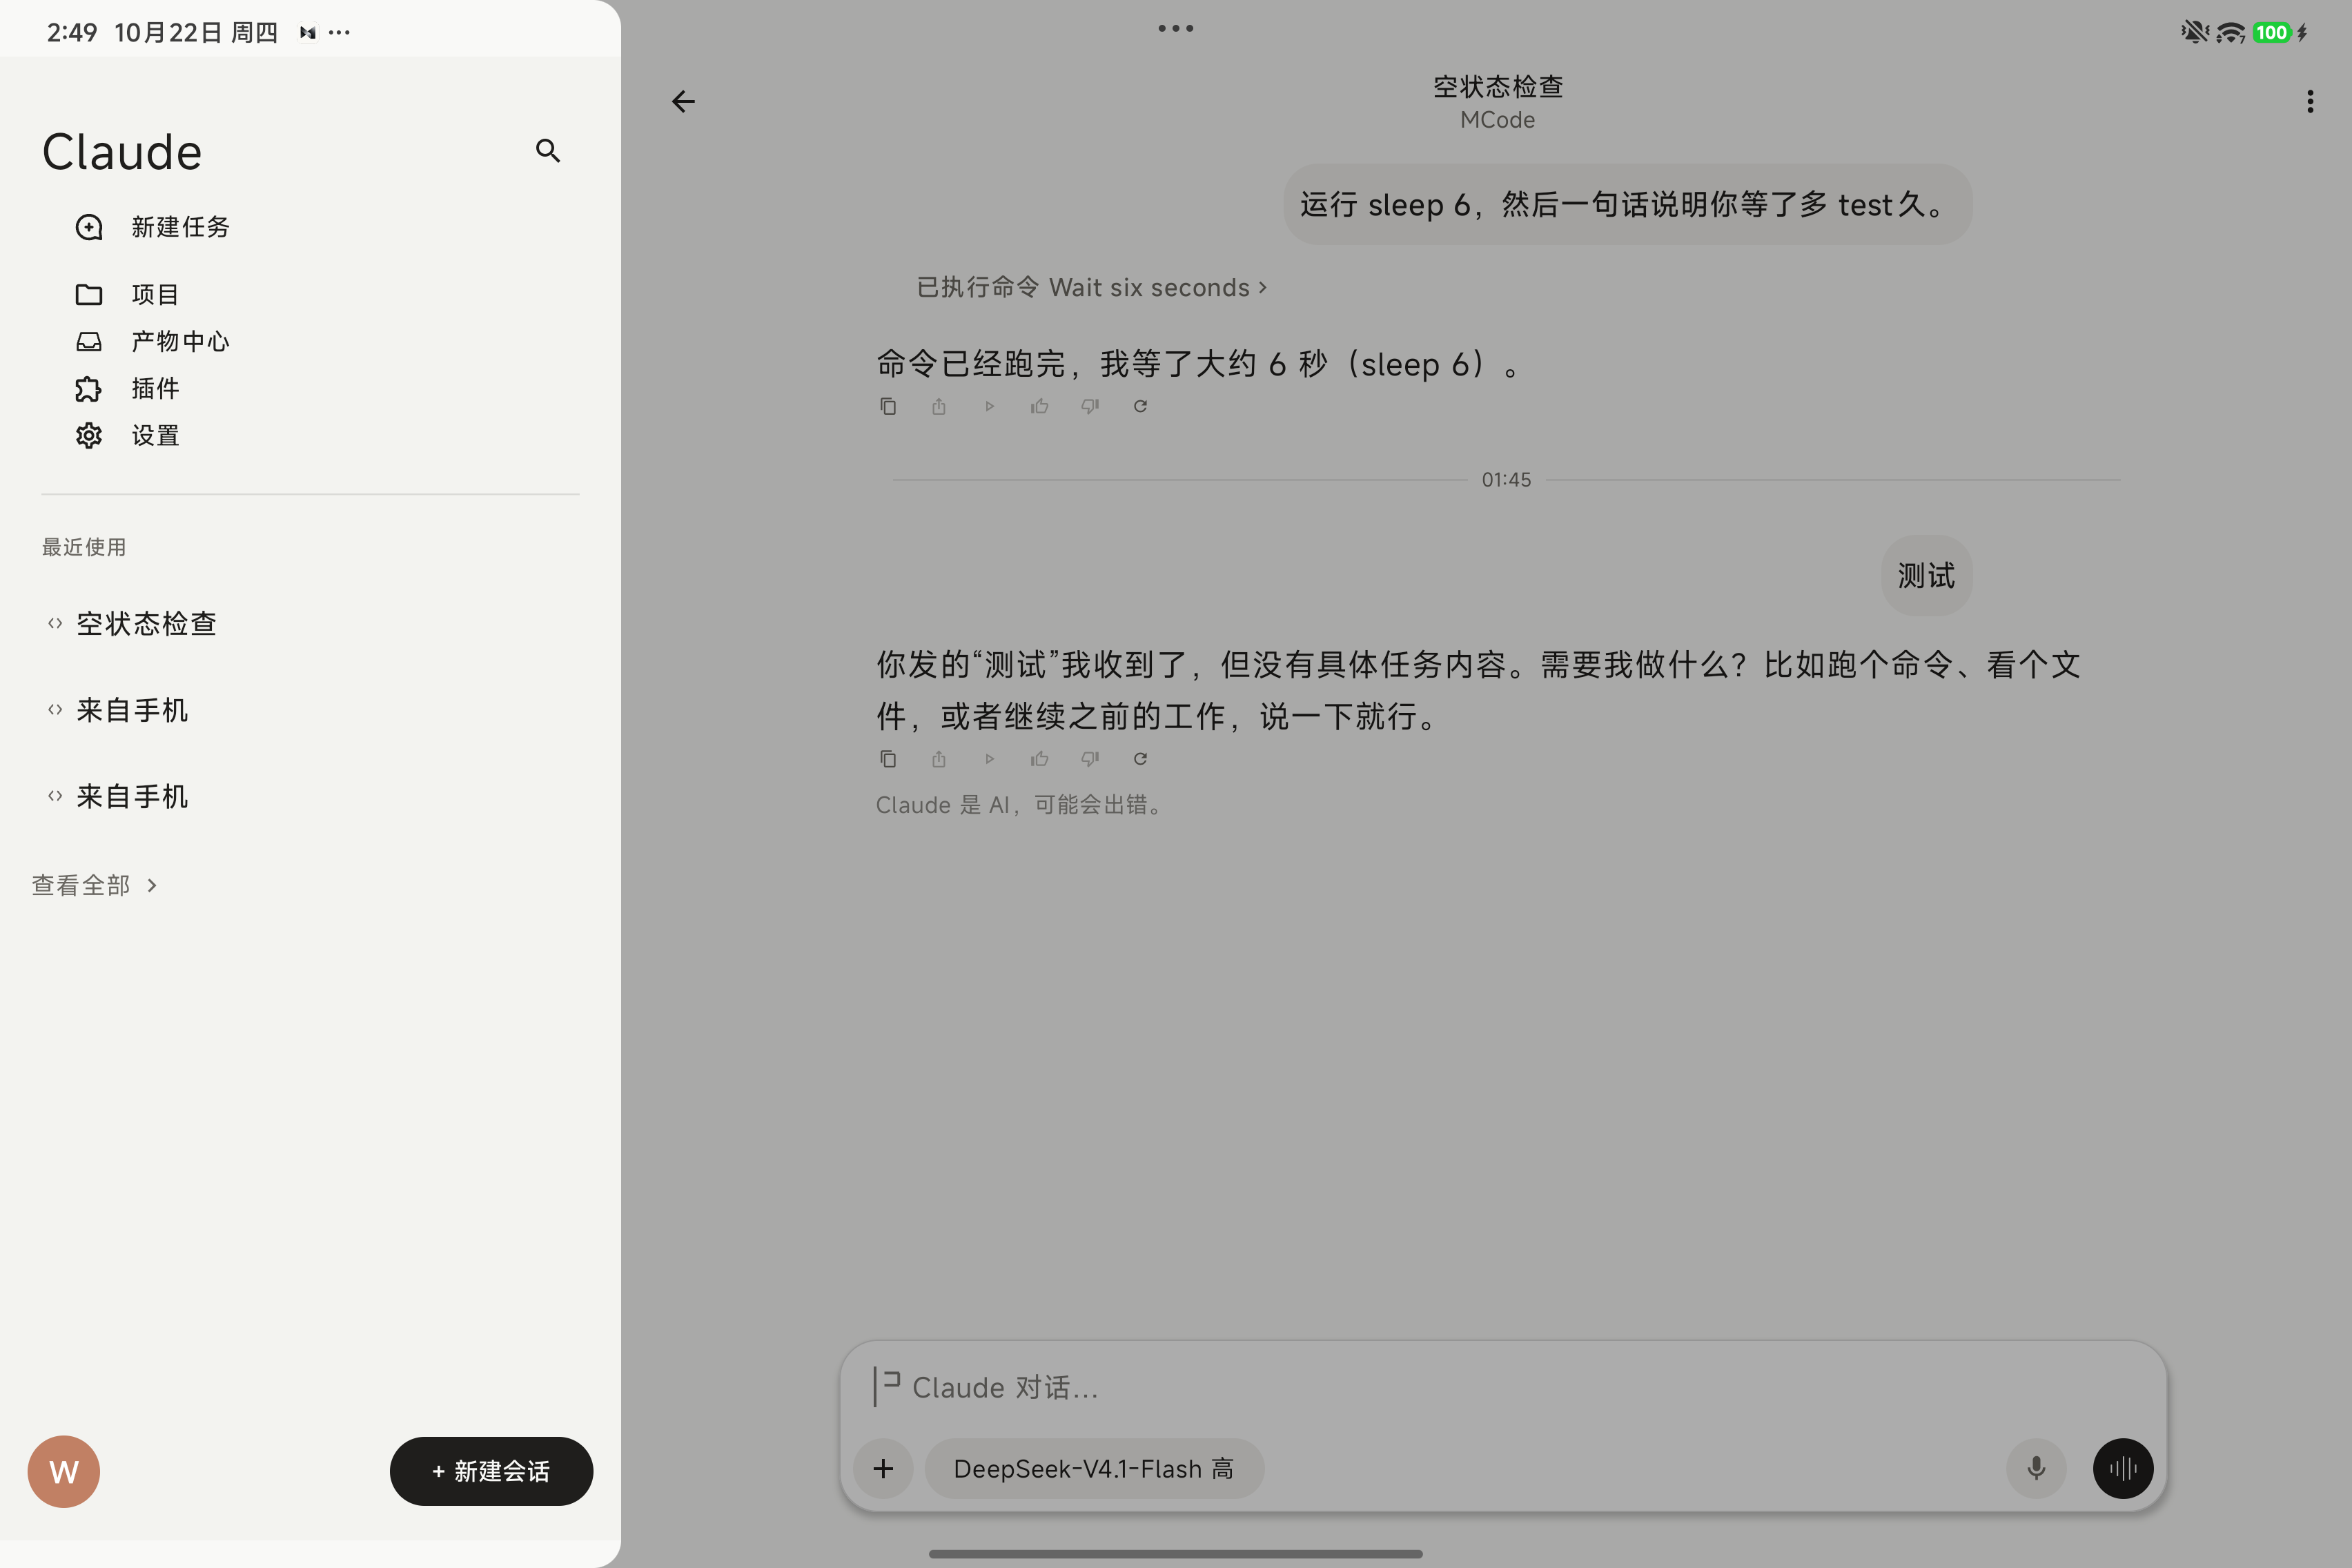 2:49 10月22日 周四
100
Claude
新建任务
项目
产物中心
插件
设置
最近使用
空状态检查
来自手机
来自手机
查看全部
W
+ 新建会话
空状态检查
MCode
运行 sleep 6，然后一句话说明你等了多 test久。
已执行命令 Wait six seconds
命令已经跑完，我等了大约 6 秒（sleep 6）。
01:45
测试
你发的“测试”我收到了，但没有具体任务内容。需要我做什么？比如跑个命令、看个文
件，或者继续之前的工作，说一下就行。
Claude 是 AI，可能会出错。
Claude 对话…
DeepSeek-V4.1-Flash 高